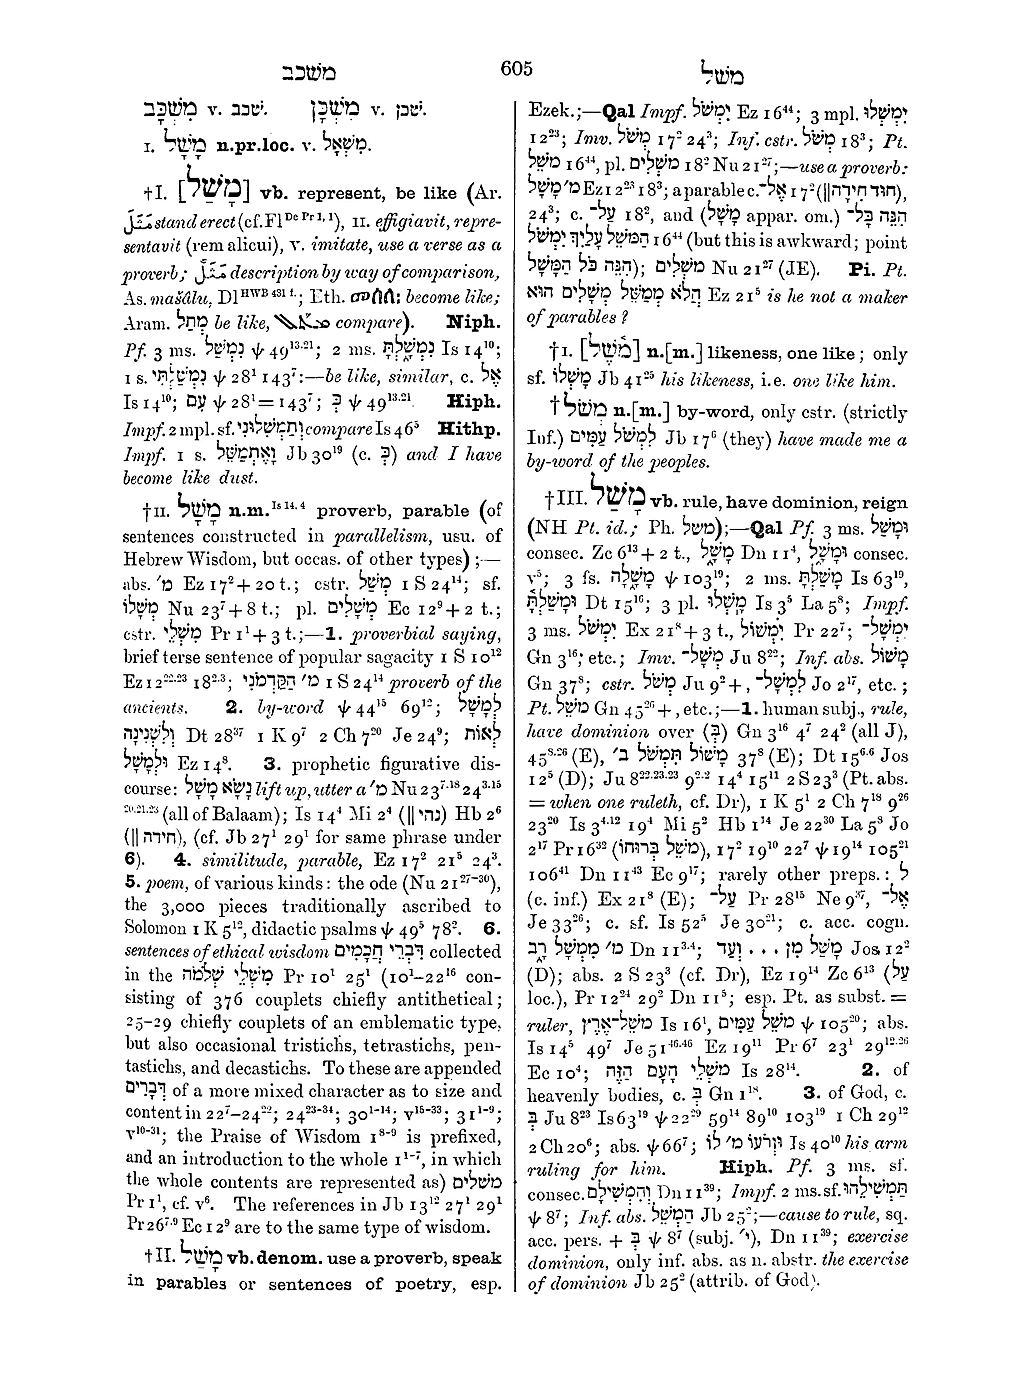 משכב
605
משל
מִשְׁכָּב v. שכב. מִשְׁכָּן v. שכן.
I. מָשָׁל n.pr.loc. v. מִשְׁאָל.
†I. [מָשַׁל] vb. represent, be like (Ar.
stand erect (cf. Fl De Pr 1, 1), II. effigiavit, repre-
sentavit (rem alicui), V. imitate, use a verse as a
proverb; description by way of comparison,
As. mašâlu, Dl HWB 431 f.; Eth. become like;
Aram. מְתַל be like, compare). Niph.
Pf. 3 ms. נִמְשַׁל ψ 49 13.21; 2 ms. נִמְשָׁ֑לְתָּ Is 14 10;
1 s. נִמְשַׁלְתִּי ψ 28 1 143 7:—be like, similar, c. אֶל
Is 14 10; עִם ψ 28 1 = 143 7; כְּ ψ 49 13.21. Hiph.
Impf. 2 mpl. sf. וְתַמְשִׁלוּנִי compare Is 46 5 Hithp.
Impf. 1 s. וָאֶתְמַשֵּׁל Jb 30 19 (c. כְּ) and I have
become like dust.
†II. מָשָׁל n.m. Is 14, 4 proverb, parable (of
sentences constructed in parallelism, usu. of
Hebrew Wisdom, but occas. of other types);—
abs. מ׳ Ez 17 2 + 20 t.; cstr. מְשַׁל 1 S 24 14; sf.
מְשָׁלוֹ Nu 23 7 + 8 t.; pl. מְשָׁלִים Ec 12 9 + 2 t.;
cstr. מִשְׁלֵי Pr 1 1 + 3 t.;—1. proverbial saying,
brief terse sentence of popular sagacity 1 S 10 12
Ez 12 22.23 18 2.3; מ׳ הַקַּדְמֹנִי 1 S 24 14 proverb of the
ancients. 2. by-word ψ 44 15 69 12; לְמָשָׁל
וְלִשְׁנִינָה Dt 28 37 1 K 9 7 2 Ch 7 20 Je 24 9; לְאוֹת
וּלְמָשָׁל Ez 14 8. 3. prophetic figurative dis-
course: נָשָׂא מָשָׁל lift up, utter a מ׳ Nu 23 7.18 24 3.15
20.21.23 (all of Balaam); Is 14 4 Mi 2 4 (|| נהי) Hb 2 6
(|| חידה), (cf. Jb 27 1 29 1 for same phrase under
6). 4. similitude, parable, Ez 17 2 21 5 24 3.
5. poem, of various kinds: the ode (Nu 21 27-30),
the 3,000 pieces traditionally ascribed to
Solomon 1 K 5 12, didactic psalms ψ 49 5 78 2. 6.
sentences of ethical wisdom דִּבְרֵי חֲכָמִים collected
in the מִשְׁלֵי שְׁלֹמֹה Pr 10 1 25 1 (10 1–22 16 con-
sisting of 376 couplets chiefly antithetical;
25–29 chiefly couplets of an emblematic type,
but also occasional tristichs, tetrastichs, pen-
tastichs, and decastichs. To these are appended
דְּבָרִים of a more mixed character as to size and
content in 22 7–24 22; 24 23-34; 30 1-14; v 15-33; 31 1-9;
v 10-31; the Praise of Wisdom 1 8-9 is prefixed,
and an introduction to the whole 1 1-7, in which
the whole contents are represented as) משלים
Pr 1 1, cf. v 6. The references in Jb 13 12 27 1 29 1
Pr 26 7.9 Ec 12 9 are to the same type of wisdom.
†II. מָשַׁל vb. denom. use a proverb, speak
in parables or sentences of poetry, esp.
Ezek.;—Qal Impf. יִמְשֹׁל Ez 16 44; 3 mpl. יִמְשְׁלוּ
12 23; Imv. מְשֹׁל 17 2 24 3; Inf. cstr. מְשֹׁל 18 3; Pt.
מֹשֵׁל 16 44, pl. מֹשְׁלִים 18 2 Nu 21 27;—use a proverb:
מ׳ מָשָׁל Ez 12 23 18 3; a parable c. אֶל־ 17 2 (|| חוּד חִידָה),
24 3; c. עַל־ 18 2, and (מָשָׁל appar. om.) הִנֵּה כָּל־
הַמֹּשֵׁל עָלַיִךְ יִמְשֹׁל 16 44 (but this is awkward; point
הִנֵּה כֹּל הַמָּשָׁל); מֹשְׁלִים Nu 21 27 (JE). Pi. Pt.
הֲלֹא מְמַשֵּׁל מְשָׁלִים הוּא Ez 21 5 is he not a maker
of parables?
†I. [מֹ֫שֶׁל] n.[m.] likeness, one like; only
sf. מָשְׁלוֹ Jb 41 25 his likeness, i.e. one like him.
†מְשֹׁל n.[m.] by-word, only cstr. (strictly
Inf.) לִמְשֹׁל עַמִּים Jb 17 6 (they) have made me a
by-word of the peoples.
†III. מָשַׁל vb. rule, have dominion, reign
(NH Pt. id.; Ph. משל);—Qal Pf. 3 ms. וּמָשַׁל
consec. Zc 6 13 + 2 t., מָשָׁ֑ל Dn 11 4, וּמָשָׁ֑ל consec.
v 5; 3 fs. מָשָׁ֑לָה ψ 103 19; 2 ms. מָשַׁלְתָּ Is 63 19,
וּמָשַׁלְתָּ֫ Dt 15 16; 3 pl. מָשְׁלוּ Is 3 5 La 5 8; Impf.
3 ms. יִמְשֹׁל Ex 21 8 + 3 t., יִמְשׁוֹל Pr 22 7; יִמְשָׁל־
Gn 3 16; etc.; Imv. מְשָׁל־ Ju 8 22; Inf. abs. מָשׁוֹל
Gn 37 8; cstr. מְשֹׁל Ju 9 2 +, לִמְשָׁל־ Jo 2 17, etc.;
Pt. מֹשֵׁל Gn 45 26 +, etc.;—1. human subj., rule,
have dominion over (בְּ) Gn 3 16 4 7 24 2 (all J),
45 8.26 (E), מָשׁוֹל תִּמְשֹׁל ב׳ 37 8 (E); Dt 15 6.6 Jos
12 5 (D); Ju 8 22.23.23 9 2.2 14 4 15 11 2 S 23 3 (Pt. abs.
= when one ruleth, cf. Dr), 1 K 5 1 2 Ch 7 18 9 26
23 20 Is 3 4.12 19 4 Mi 5 2 Hb 1 14 Je 22 30 La 5 8 Jo
2 17 Pr 16 32 (מֹשֵׁל בְּרוּחוֹ), 17 2 19 10 22 7 ψ 19 14 105 21
106 41 Dn 11 43 Ec 9 17; rarely other preps.: לְ
(c. inf.) Ex 21 8 (E); עַל־ Pr 28 15 Ne 9 37, אֶל־
Je 33 26; c. sf. Is 52 5 Je 30 21; c. acc. cogn.
מ׳ מִמְשָׁל רָב Dn 11 3.4; מֹשֵׁל מִן ... וְעַד Jos 12 2
(D); abs. 2 S 23 3 (cf. Dr), Ez 19 14 Zc 6 13 (עַל
loc.), Pr 12 24 29 2 Dn 11 5; esp. Pt. as subst. =
ruler, מֹשֵׁל־אֶרֶץ Is 16 1, מֹשֵׁל עַמִּים ψ 105 20; abs.
Is 14 5 49 7 Je 51 46.46 Ez 19 11 Pr 6 7 23 1 29 12.26
Ec 10 4; מֹשְׁלֵי הָעָם הַזֶּה Is 28 14. 2. of
heavenly bodies, c. בְּ Gn 1 18. 3. of God, c.
בְּ Ju 8 23 Is 63 19 ψ 22 29 59 14 89 10 103 19 1 Ch 29 12
2 Ch 20 6; abs. ψ 66 7; וּזְרֹעוֹ מ׳ לוֹ Is 40 10 his arm
ruling for him. Hiph. Pf. 3 ms. sf.
consec. וְהִמְשִׁילָם Dn 11 39; Impf. 2 ms. sf. תַּמְשִׁילֵהוּ
ψ 8 7; Inf. abs. הַמְשֵׁל Jb 25 2;—cause to rule, sq.
acc. pers. + בְּ ψ 8 7 (subj. י׳), Dn 11 39; exercise
dominion, only inf. abs. as n. abstr. the exercise
of dominion Jb 25 2 (attrib. of God).